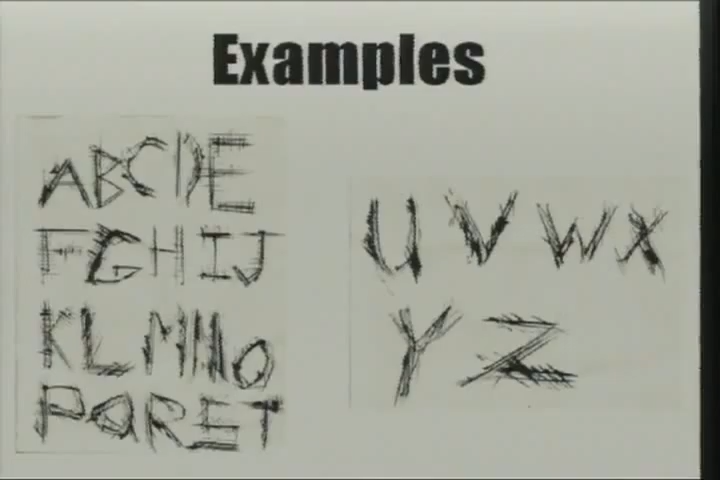 Examples
ABCDE
FGHIJ
KLMNO
PQRST
UVWX
YZ